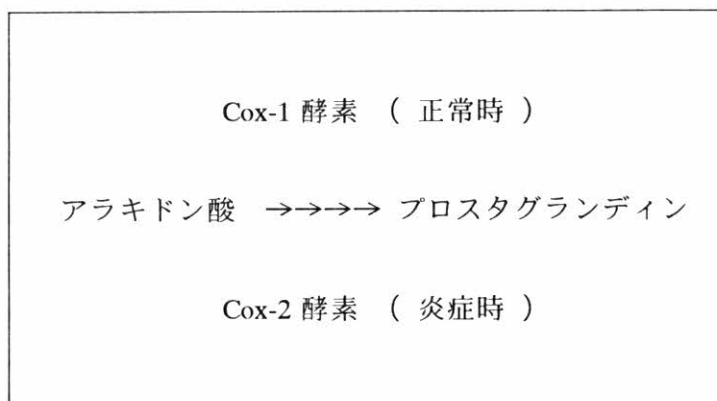 Cox-1 酵素 （ 正常時 ）
アラキドン酸 →→→→ プロスタグランディン
Cox-2 酵素 （ 炎症時 ）